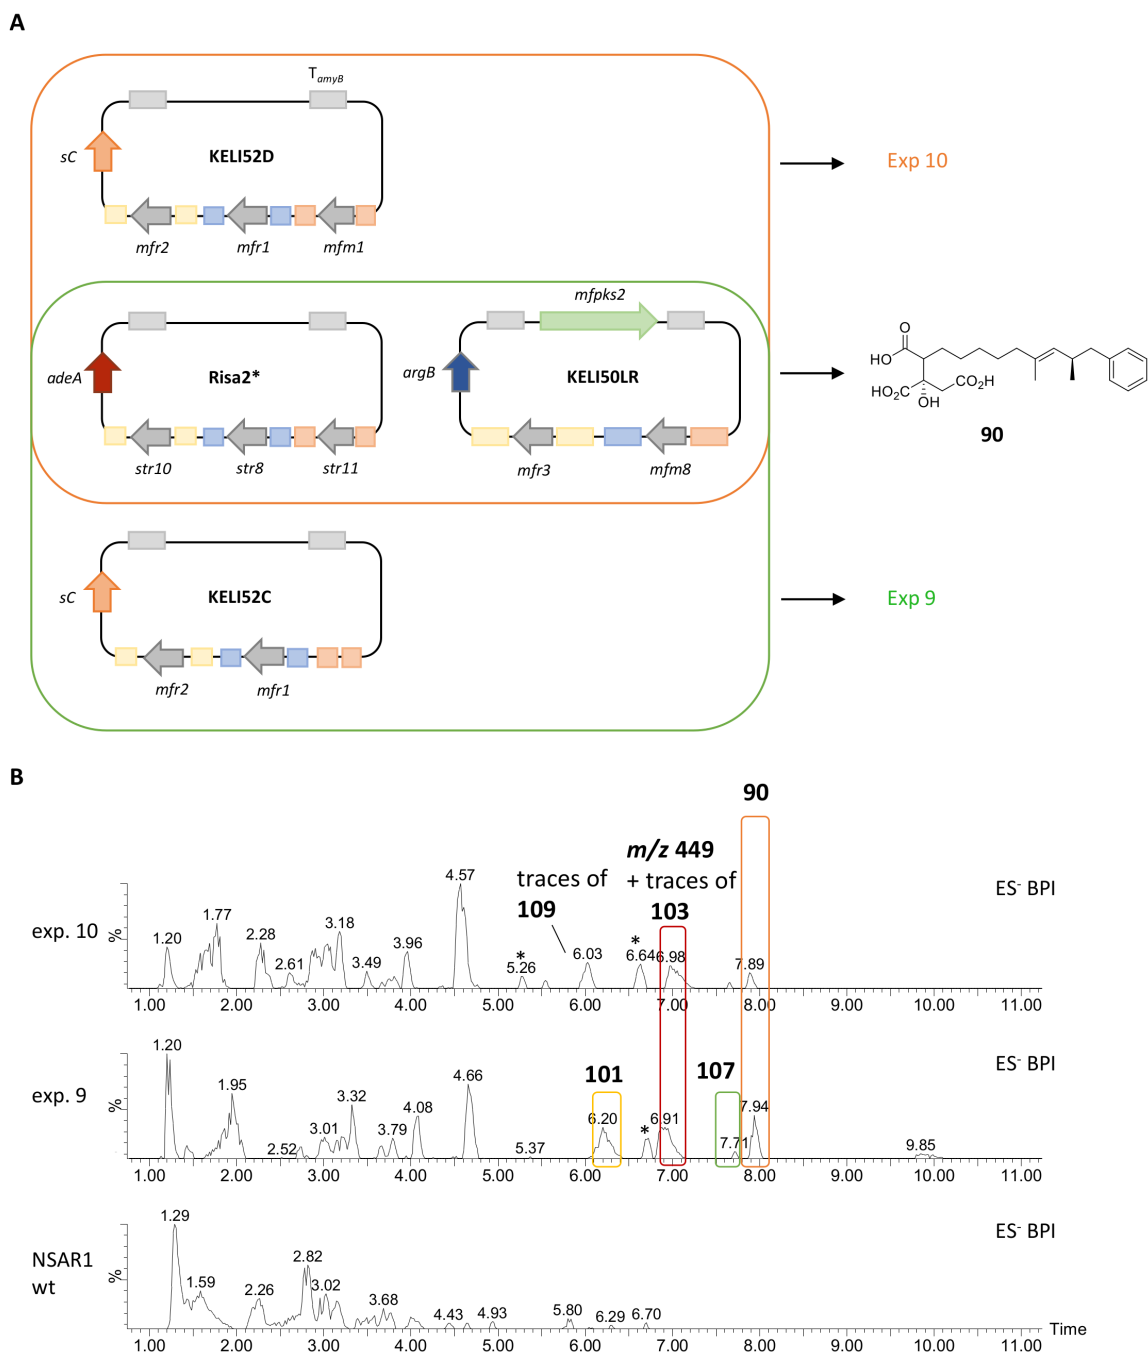 A
T amyB
sC
KELI52D
Exp 10
mfr2
mfr1
mfm1
mfpks2
adeA
Risa2*
argB
KELI50LR
str10
str8
str11
mfr3
mfm8
O
HO
HO2C
CO2H
OH
90
sC
KELI52C
Exp 9
mfr2
mfr1
B
90
m/z 449
traces of
+ traces of
109
103
ES- BPI
exp. 10
%
1.20
1.77
2.28
2.61
3.18
3.49
3.96
4.57
*
5.26
6.03
*
6.64
6.98
7.89
1.00 2.00 3.00 4.00 5.00 6.00 7.00 8.00 9.00 10.00 11.00
ES- BPI
exp. 9
%
101
107
1.20
1.95
2.52
3.01
3.32
3.79
4.08
4.66
5.37
6.20
*
6.91
7.71
7.94
9.85
1.00 2.00 3.00 4.00 5.00 6.00 7.00 8.00 9.00 10.00 11.00
ES- BPI
NSAR1
wt
%
1.29
1.59
2.26
2.82
3.02
3.68
4.43
4.93
5.80
6.29
6.70
Time
1.00 2.00 3.00 4.00 5.00 6.00 7.00 8.00 9.00 10.00 11.00